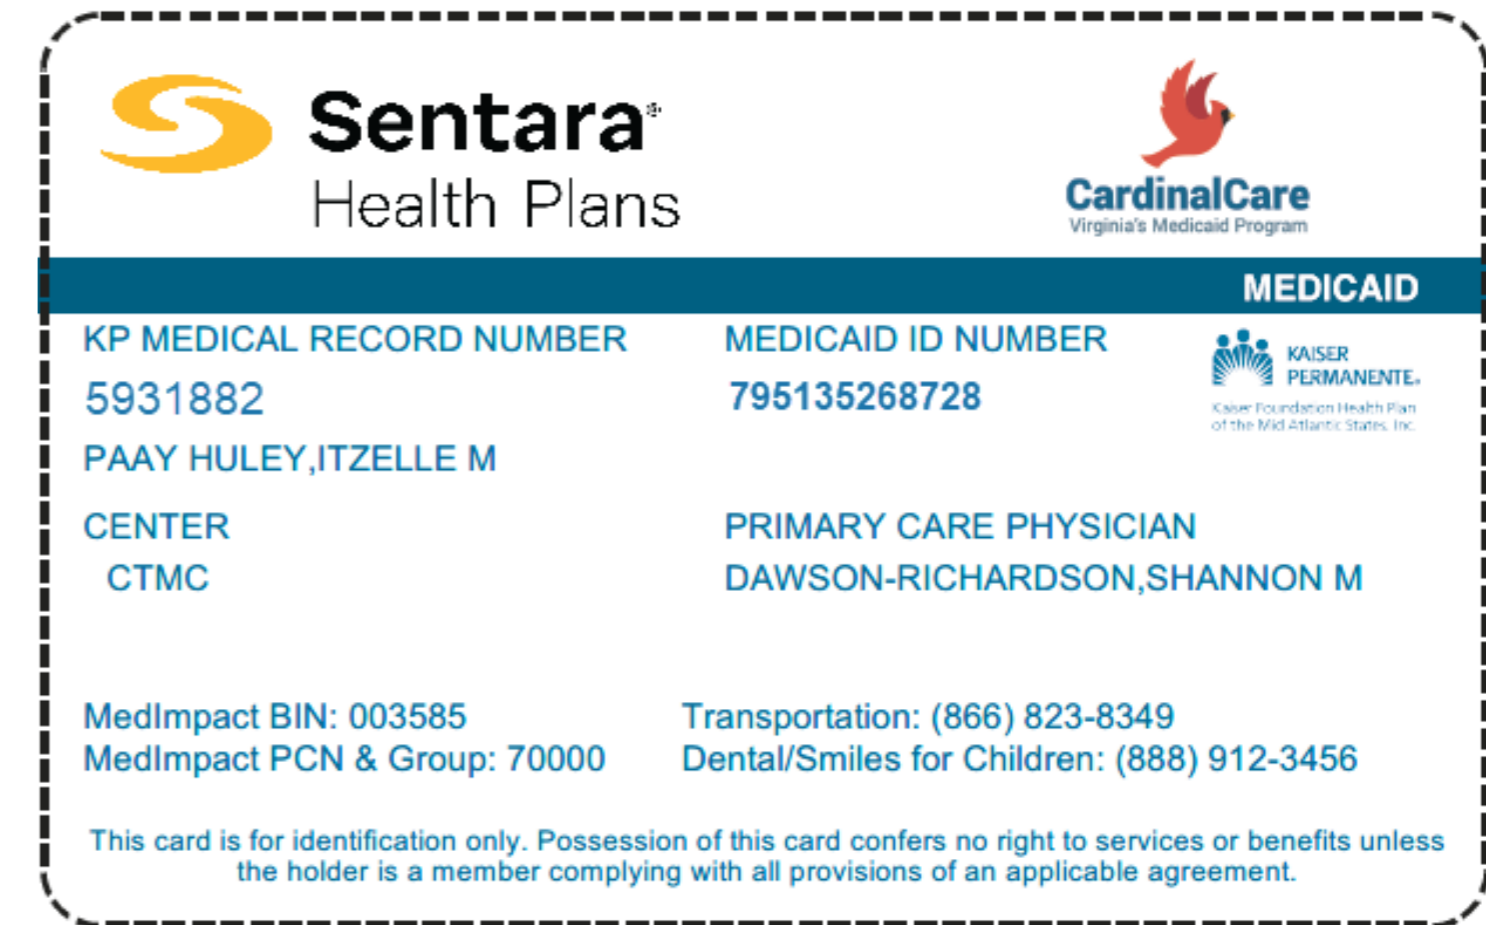 Sentara®
Health Plans
CardinalCare
Virginia's Medicaid Program
MEDICAID
KP MEDICAL RECORD NUMBER
5931882
PAAY HULEY,ITZELLE M
MEDICAID ID NUMBER
795135268728
KAISER
PERMANENTE®
Kaiser Foundation Health Plan
of the Mid Atlantic States, Inc.
CENTER
CTMC
PRIMARY CARE PHYSICIAN
DAWSON-RICHARDSON,SHANNON M
MedImpact BIN: 003585
MedImpact PCN & Group: 70000
Transportation: (866) 823-8349
Dental/Smiles for Children: (888) 912-3456
This card is for identification only. Possession of this card confers no right to services or benefits unless
the holder is a member complying with all provisions of an applicable agreement.